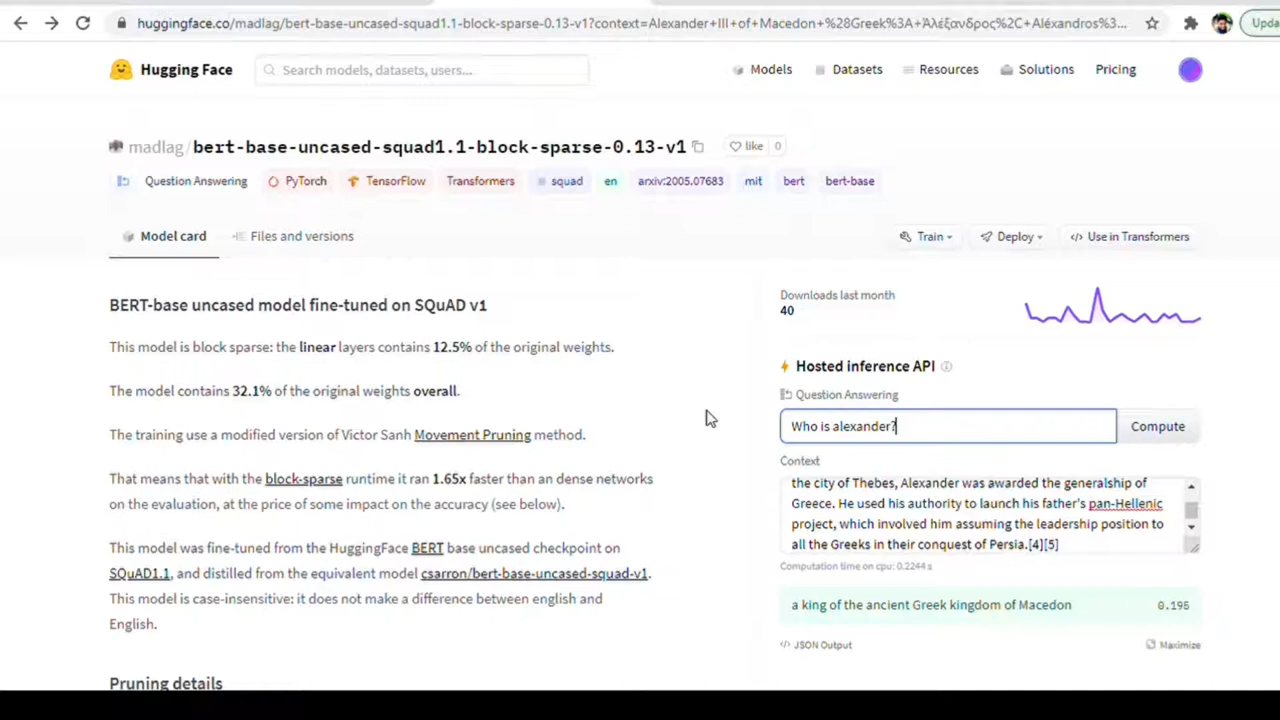 huggingface.co/madlag/bert-base-uncased-squad1.1-block-sparse-0.13-v1?context=Alexander+III+of+Macedon+%28Greek%3A+Ἀλέξανδρος%2C+Aléxandros%3...
Upda
Hugging Face
Search models, datasets, users...
Models
Datasets
Resources
Solutions
Pricing
madlag/bert-base-uncased-squad1.1-block-sparse-0.13-v1
like 0
Question Answering
PyTorch
TensorFlow
Transformers
squad
en
arxiv:2005.07683
mit
bert
bert-base
Model card
Files and versions
Train
Deploy
</> Use in Transformers
BERT-base uncased model fine-tuned on SQuAD v1
This model is block sparse: the linear layers contains 12.5% of the original weights.
The model contains 32.1% of the original weights overall.
The training use a modified version of Victor Sanh Movement Pruning method.
That means that with the block-sparse runtime it ran 1.65x faster than an dense networks
on the evaluation, at the price of some impact on the accuracy (see below).
This model was fine-tuned from the HuggingFace BERT base uncased checkpoint on
SQuAD1.1, and distilled from the equivalent model csarron/bert-base-uncased-squad-v1.
This model is case-insensitive: it does not make a difference between english and
English.
Pruning details
Downloads last month
40
Hosted inference API
Question Answering
Who is alexander?
Compute
Context
the city of Thebes, Alexander was awarded the generalship of
Greece. He used his authority to launch his father's pan-Hellenic
project, which involved him assuming the leadership position to
all the Greeks in their conquest of Persia.[4][5]
Computation time on cpu: 0.2244 s
a king of the ancient Greek kingdom of Macedon
0.195
</> JSON Output
Maximize